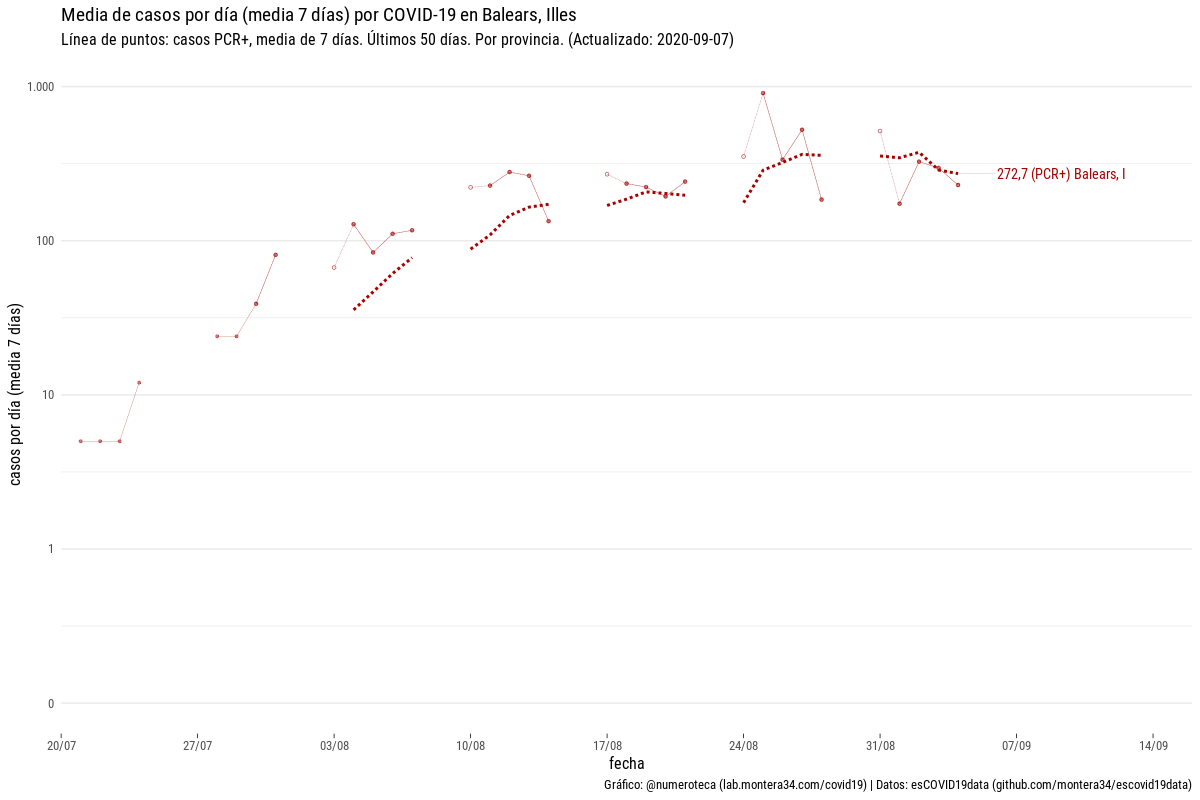 Media de casos por día (media 7 días) por COVID-19 en Balears, Illes
Línea de puntos: casos PCR+, media de 7 días. Últimos 50 días. Por provincia. (Actualizado: 2020-09-07)
casos por día (media 7 días)
1.000
100
10
1
0
272,7 (PCR+) Balears, I
20/07
27/07
03/08
10/08
17/08
24/08
31/08
07/09
14/09
fecha
Gráfico: @numeroteca (lab.montera34.com/covid19) | Datos: esCOVID19data (github.com/montera34/escovid19data)